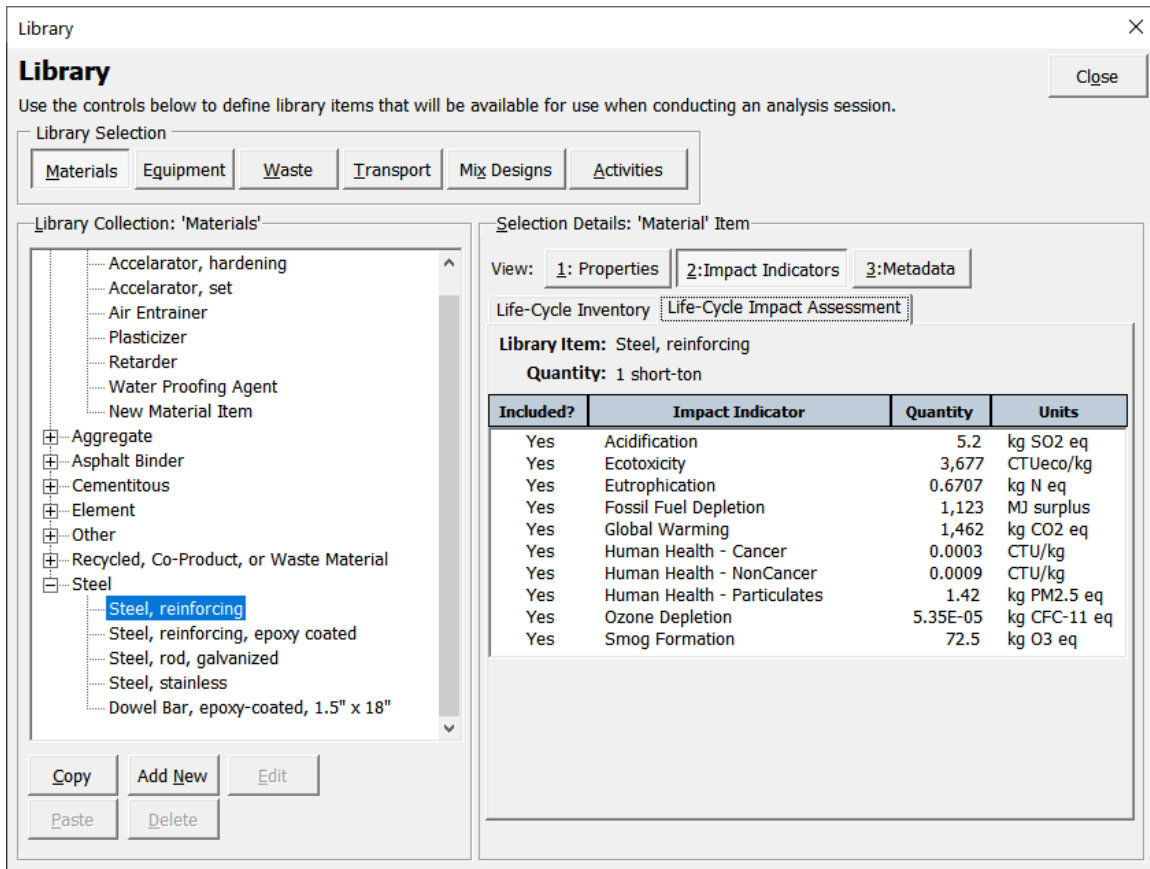 Library
Library
Close
Use the controls below to define library items that will be available for use when conducting an analysis session.
Library Selection
Materials Equipment Waste Transport Mix Designs Activities
Library Collection: 'Materials'
Accelarator, hardening
Accelarator, set
Air Entrainer
Plasticizer
Retarder
Water Proofing Agent
New Material Item
Aggregate
Asphalt Binder
Cementitous
Element
Other
Recycled, Co-Product, or Waste Material
Steel
Steel, reinforcing
Steel, reinforcing, epoxy coated
Steel, rod, galvanized
Steel, stainless
Dowel Bar, epoxy-coated, 1.5" x 18"
Copy Add New Edit
Paste Delete
Selection Details: 'Material' Item
View: 1: Properties 2:Impact Indicators 3:Metadata
Life-Cycle Inventory Life-Cycle Impact Assessment
Library Item: Steel, reinforcing
Quantity: 1 short-ton
Included? Impact Indicator Quantity Units
Yes Acidification 5.2 kg SO2 eq
Yes Ecotoxicity 3,677 CTUeco/kg
Yes Eutrophication 0.6707 kg N eq
Yes Fossil Fuel Depletion 1,123 MJ surplus
Yes Global Warming 1,462 kg CO2 eq
Yes Human Health - Cancer 0.0003 CTU/kg
Yes Human Health - NonCancer 0.0009 CTU/kg
Yes Human Health - Particulates 1.42 kg PM2.5 eq
Yes Ozone Depletion 5.35E-05 kg CFC-11 eq
Yes Smog Formation 72.5 kg O3 eq